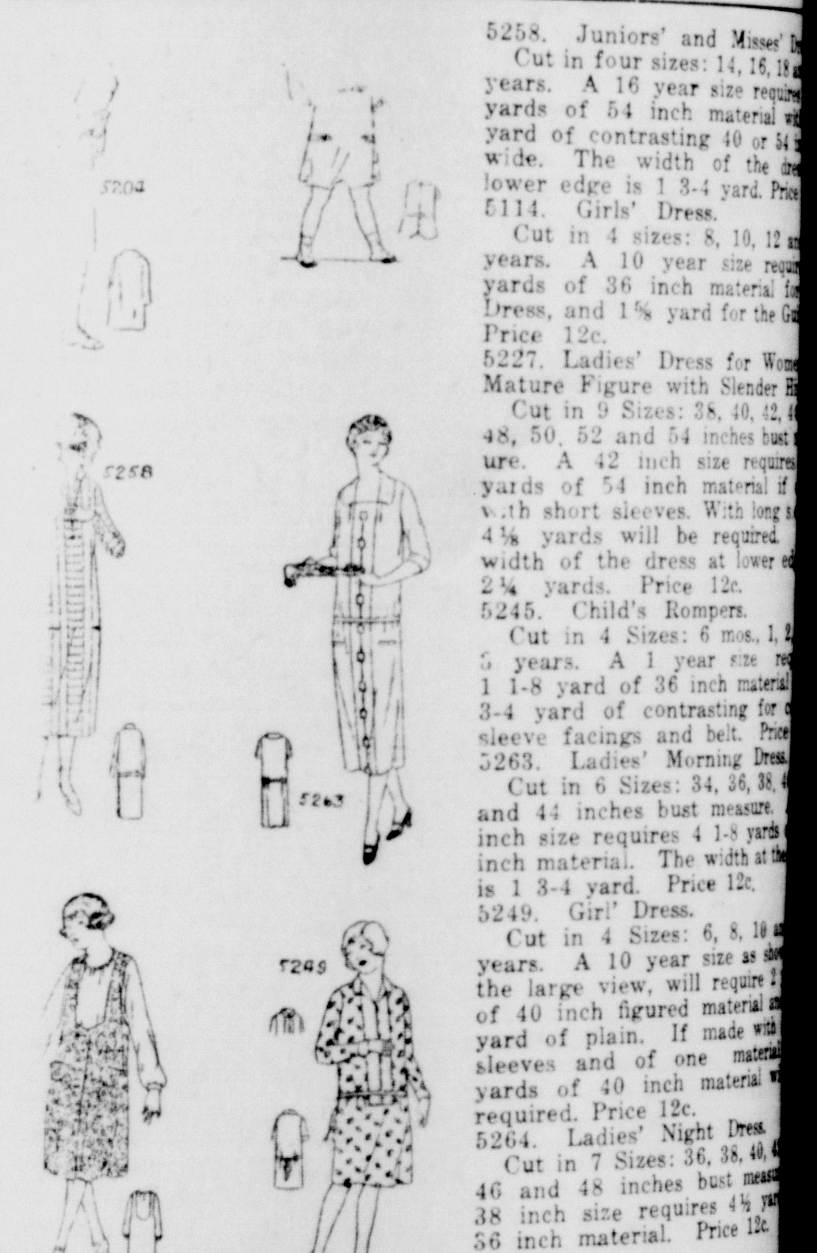 5204
5258
5263
5249
5258. Juniors' and Misses'
Cut in four sizes: 14, 16, 18
years. A 16 year size requires
yards of 54 inch material
yard of contrasting 40 or 54
wide. The width of the
lower edge is 1 3-4 yard. Price
5114. Girls' Dress.
Cut in 4 sizes: 8, 10, 12
years. A 10 year size
yards of 36 inch material
Dress, and 1⅝ yard for the
Price 12c.
5227. Ladies' Dress for
Mature Figure with Slender
Cut in 9 Sizes: 38, 40, 42,
48, 50, 52 and 54 inches bust
ure. A 42 inch size requires
yards of 54 inch material if
with short sleeves. With long
4⅛ yards will be required.
width of the dress at lower
2¼ yards. Price 12c.
5245. Child's Rompers.
Cut in 4 Sizes: 6 mos., 1,
years. A 1 year size
1 1-8 yard of 36 inch material
3-4 yard of contrasting for
sleeve facings and belt. Price
5263. Ladies' Morning Dress.
Cut in 6 Sizes: 34, 36, 38,
and 44 inches bust measure.
inch size requires 4 1-8 yards
inch material. The width at the
is 1 3-4 yard. Price 12c.
5249. Girl' Dress.
Cut in 4 Sizes: 6, 8, 10
years. A 10 year size as
the large view, will require 2
of 40 inch figured material
yard of plain. If made with
sleeves and of one material
yards of 40 inch material
required. Price 12c.
5264. Ladies' Night Dress.
Cut in 7 Sizes: 36, 38, 40,
46 and 48 inches bust
38 inch size requires 4½
36 inch material. Price 12c.